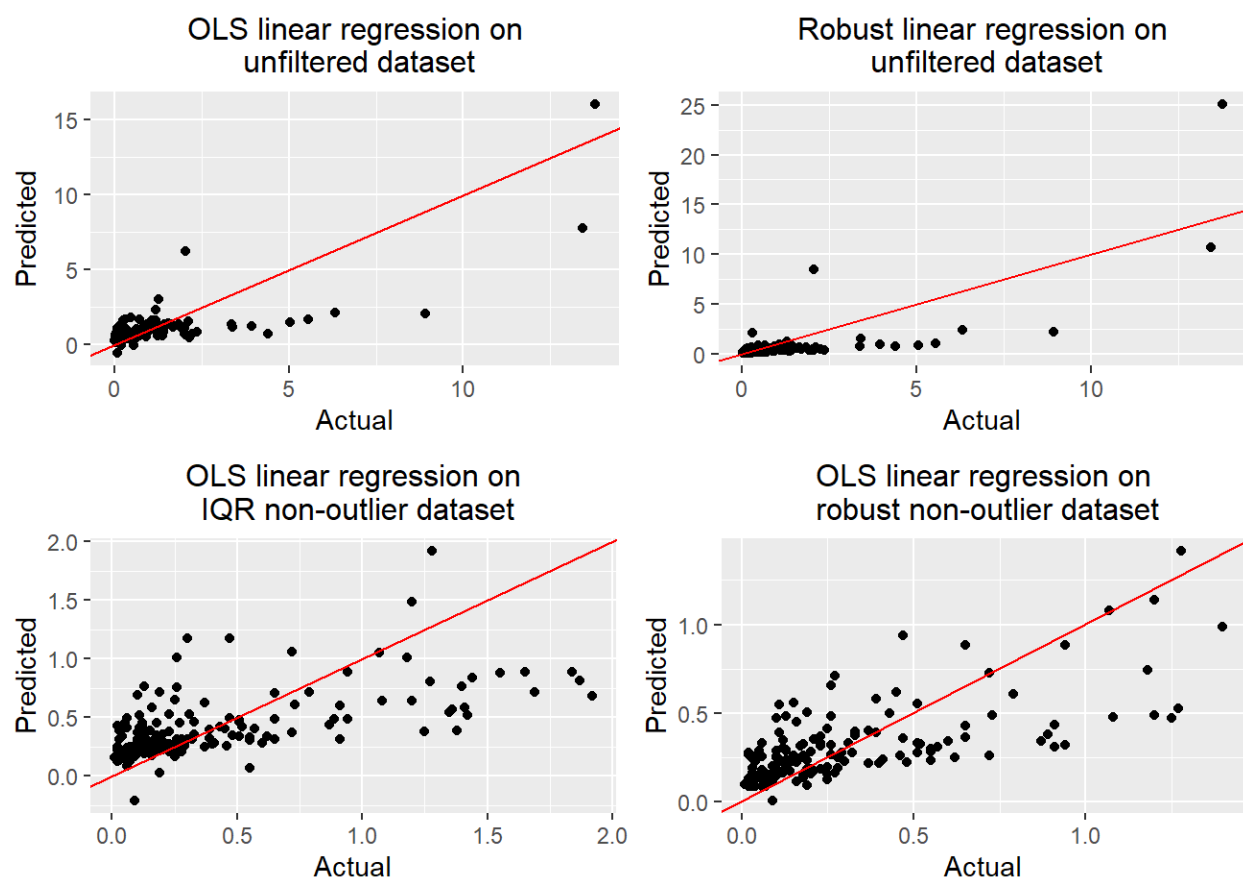 OLS linear regression on
unfiltered dataset
15
10
5
0
Predicted
0
5
10
Actual
Robust linear regression on
unfiltered dataset
25
20
15
10
5
0
Predicted
0
5
10
Actual
OLS linear regression on
IQR non-outlier dataset
2.0
1.5
1.0
0.5
0.0
Predicted
0.0
0.5
1.0
1.5
2.0
Actual
OLS linear regression on
robust non-outlier dataset
1.0
0.5
0.0
Predicted
0.0
0.5
1.0
Actual